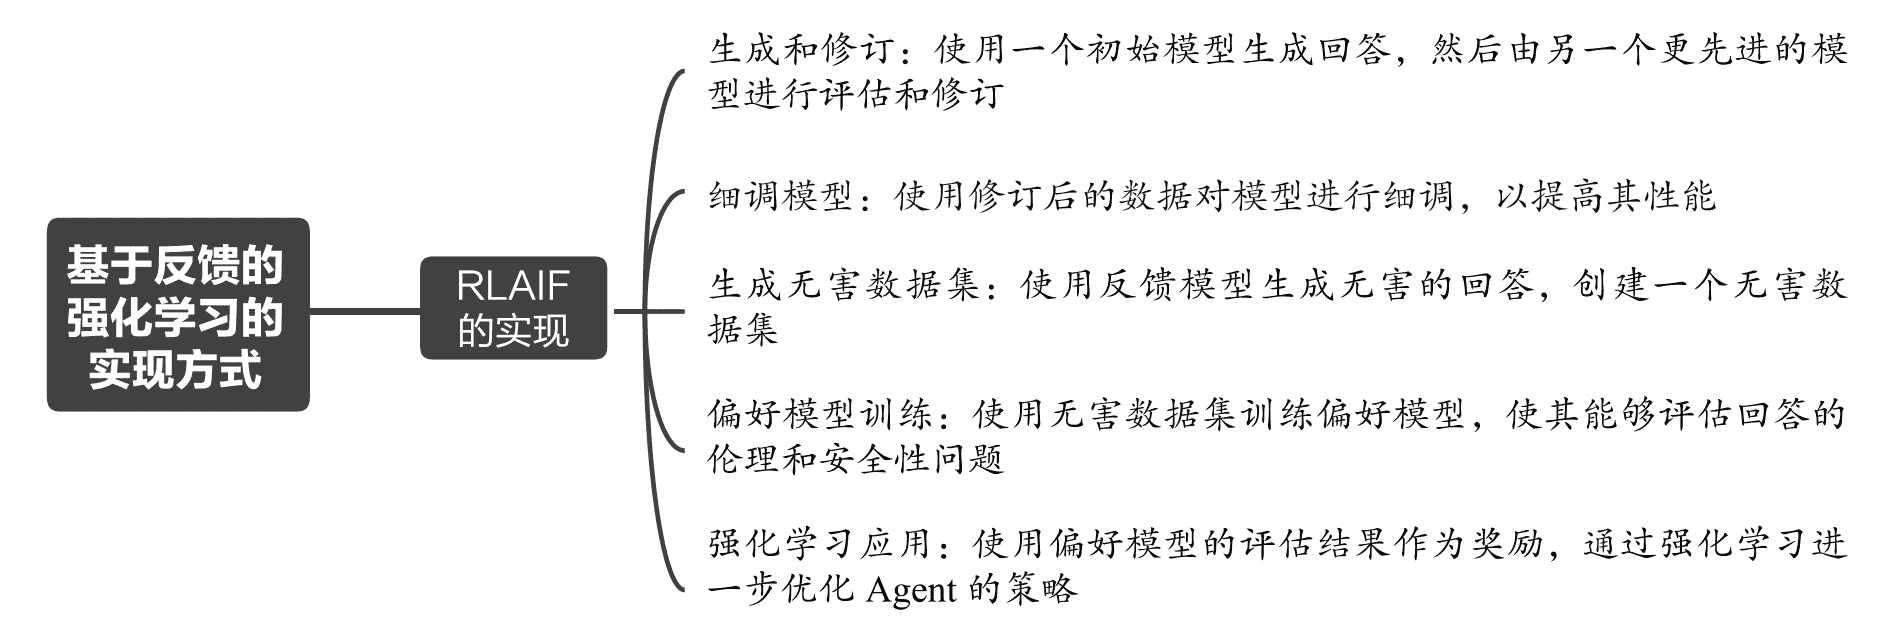 基于反馈的
强化学习的
实现方式
RLAIF
的实现
生成和修订：使用一个初始模型生成回答，然后由另一个更先进的模
型进行评估和修订
细调模型：使用修订后的数据对模型进行细调，以提高其性能
生成无害数据集：使用反馈模型生成无害的回答，创建一个无害数
据集
偏好模型训练：使用无害数据集训练偏好模型，使其能够评估回答的
伦理和安全性问题
强化学习应用：使用偏好模型的评估结果作为奖励，通过强化学习进
一步优化 Agent 的策略